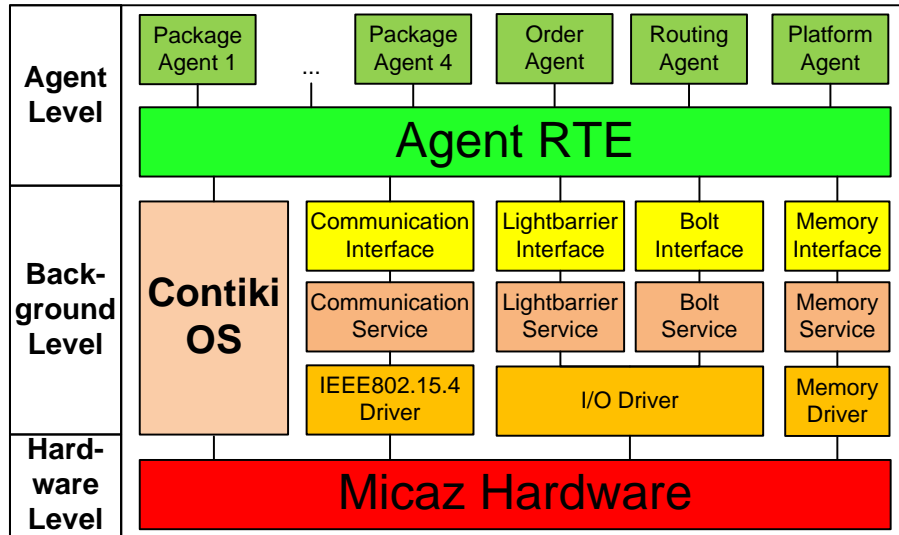 Agent
Level
Package
Agent 1
...
Package
Agent 4
Order
Agent
Routing
Agent
Platform
Agent
Agent RTE
Back-
ground
Level
Contiki
OS
Communication
Interface
Lightbarrier
Interface
Bolt
Interface
Memory
Interface
Communication
Service
Lightbarrier
Service
Bolt
Service
Memory
Service
IEEE802.15.4
Driver
I/O Driver
Memory
Driver
Hard-
ware
Level
Micaz Hardware